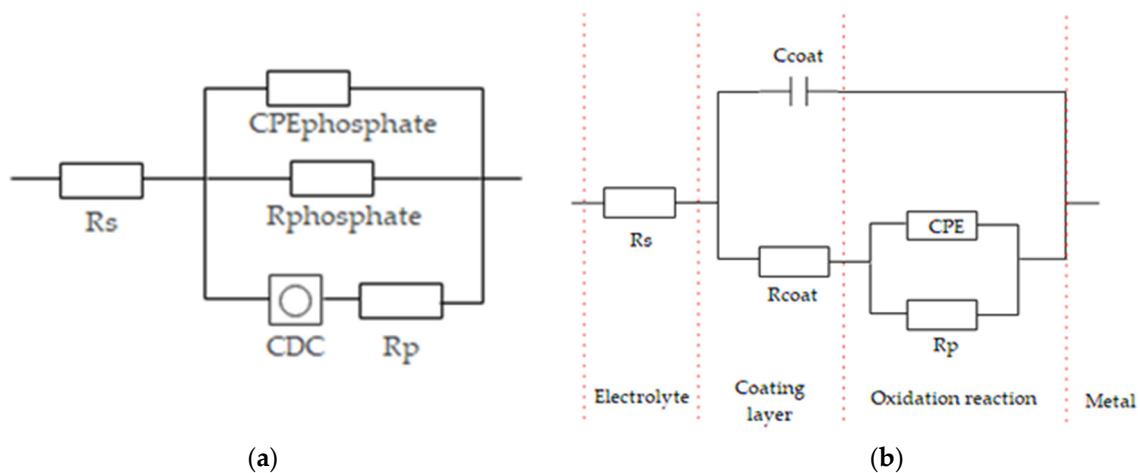 CPEphosphate
Rs
Rphosphate
CDC
Rp
(a)
Ccoat
Rs
CPE
Rcoat
Rp
Electrolyte
Coating
layer
Oxidation reaction
Metal
(b)